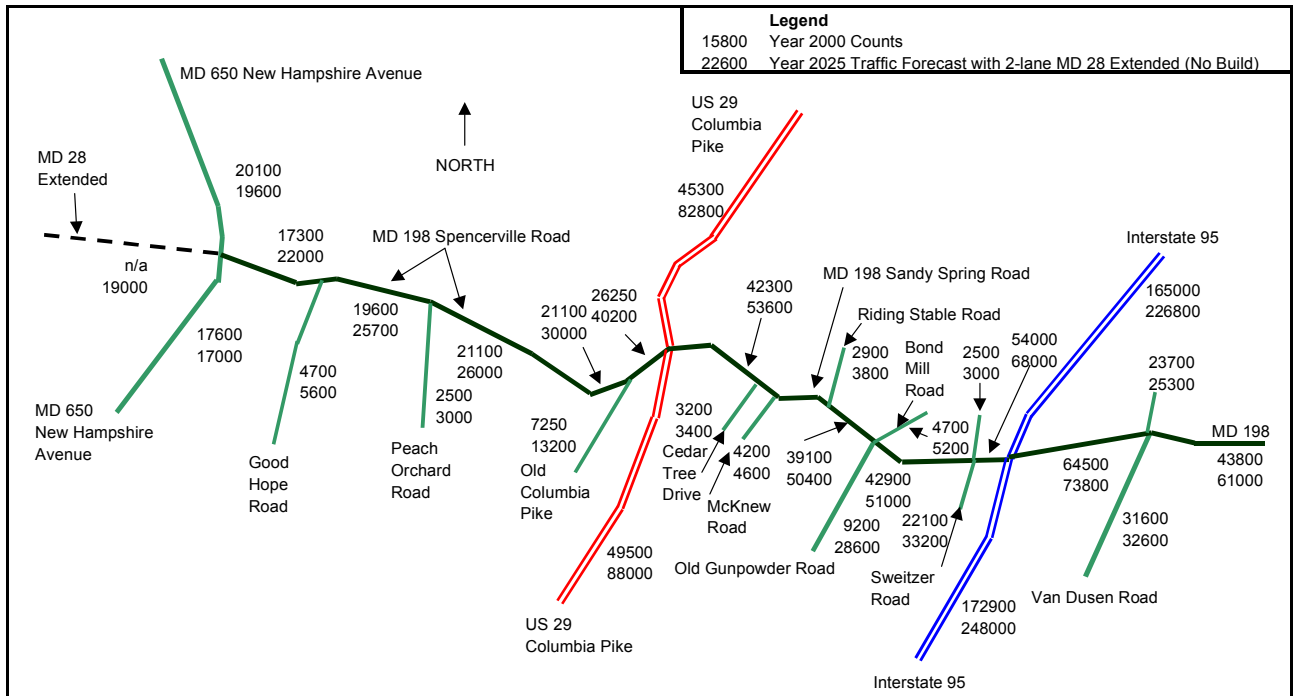 Legend
15800 Year 2000 Counts
22600 Year 2025 Traffic Forecast with 2-lane MD 28 Extended (No Build)
MD 650 New Hampshire Avenue
US 29
Columbia
Pike
NORTH
MD 28
Extended
20100
19600
45300
82800
17300
22000
MD 198 Spencerville Road
Interstate 95
n/a
19000
26250
40200
42300
53600
MD 198 Sandy Spring Road
165000
226800
19600
25700
21100
30000
Riding Stable Road
17600
17000
21100
26000
2900
3800
Bond
Mill
Road
2500
3000
54000
68000
23700
25300
4700
5600
2500
3000
7250
13200
3200
3400
4700
5200
MD 198
43800
61000
MD 650
New Hampshire
Avenue
Good
Hope
Road
Peach
Orchard
Road
Old
Columbia
Pike
Cedar
Tree
Drive
4200
4600
McKnew
Road
39100
50400
42900
51000
64500
73800
9200
28600
22100
33200
31600
32600
49500
88000
Old Gunpowder Road
Sweitzer
Road
Van Dusen Road
172900
248000
US 29
Columbia Pike
Interstate 95